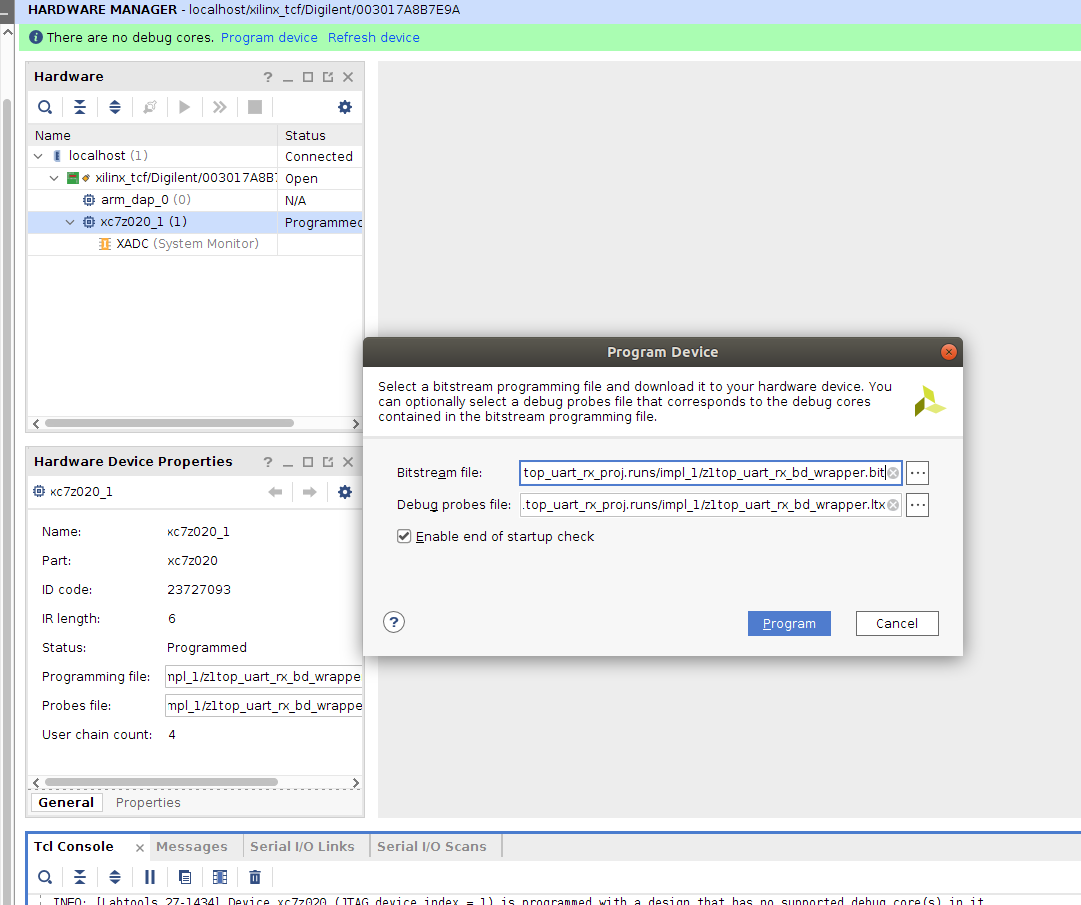 HARDWARE MANAGER - localhost/xilinx_tcf/Digilent/003017A8B7E9A
There are no debug cores. Program device Refresh device
Hardware
Name Status
localhost (1) Connected
xilinx_tcf/Digilent/003017A8B7 Open
arm_dap_0 (0) N/A
xc7z020_1 (1) Programmed
XADC (System Monitor)
Program Device
Select a bitstream programming file and download it to your hardware device. You
can optionally select a debug probes file that corresponds to the debug cores
contained in the bitstream programming file.
Bitstream file: top_uart_rx_proj.runs/impl_1/z1top_uart_rx_bd_wrapper.bit
Debug probes file: .top_uart_rx_proj.runs/impl_1/z1top_uart_rx_bd_wrapper.ltx
Enable end of startup check
Program Cancel
Hardware Device Properties
xc7z020_1
Name: xc7z020_1
Part: xc7z020
ID code: 23727093
IR length: 6
Status: Programmed
Programming file: mpl_1/z1top_uart_rx_bd_wrappe
Probes file: mpl_1/z1top_uart_rx_bd_wrappe
User chain count: 4
General Properties
Tcl Console Messages Serial I/O Links Serial I/O Scans
INFO: [Labtools 27-1434] Device xc7z020 (JTAG device index = 1) is programmed with a design that has no supported debug core(s) in it.